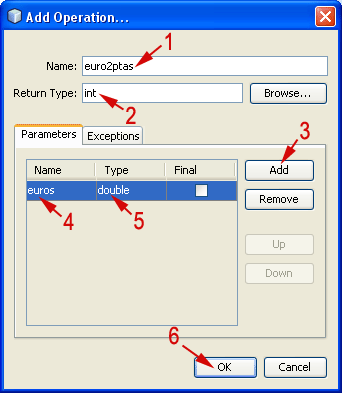 Add Operation...
1
Name: euro2ptas
Return Type: int Browse...
2
Parameters Exceptions
3
Name Type Final Add
euros double Remove
4 5
Up
Down
6
OK Cancel